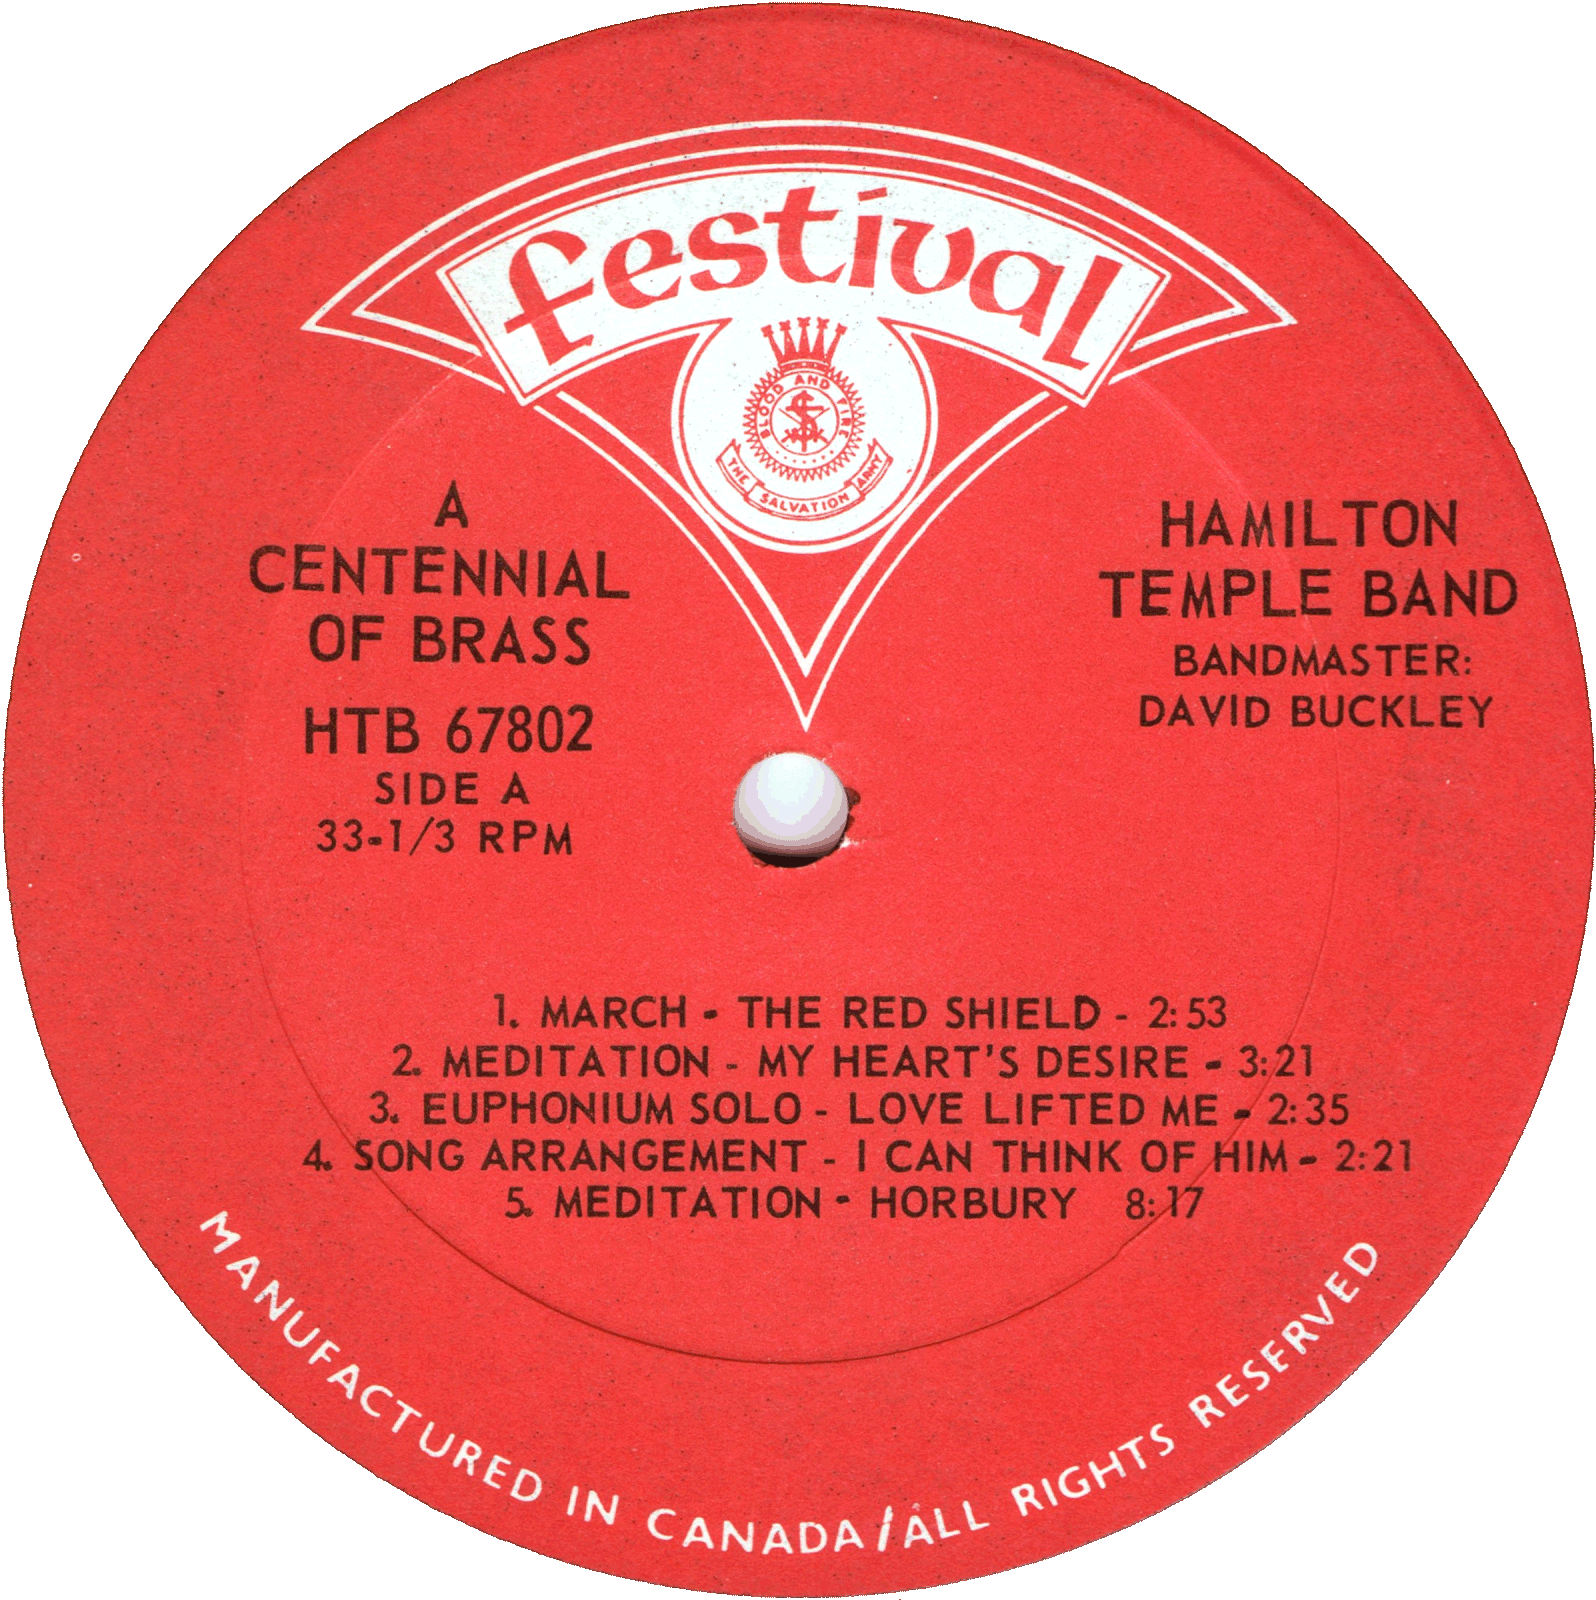 festival
BLOOD AND FIRE
S
THE SALVATION ARMY
A
CENTENNIAL
OF BRASS
HTB 67802
SIDE A
33-1/3 RPM
HAMILTON
TEMPLE BAND
BANDMASTER:
DAVID BUCKLEY
1. MARCH - THE RED SHIELD - 2:53
2. MEDITATION - MY HEART'S DESIRE - 3:21
3. EUPHONIUM SOLO - LOVE LIFTED ME - 2:35
4. SONG ARRANGEMENT - I CAN THINK OF HIM - 2:21
5. MEDITATION - HORBURY 8:17
MANUFACTURED IN CANADA/ALL RIGHTS RESERVED